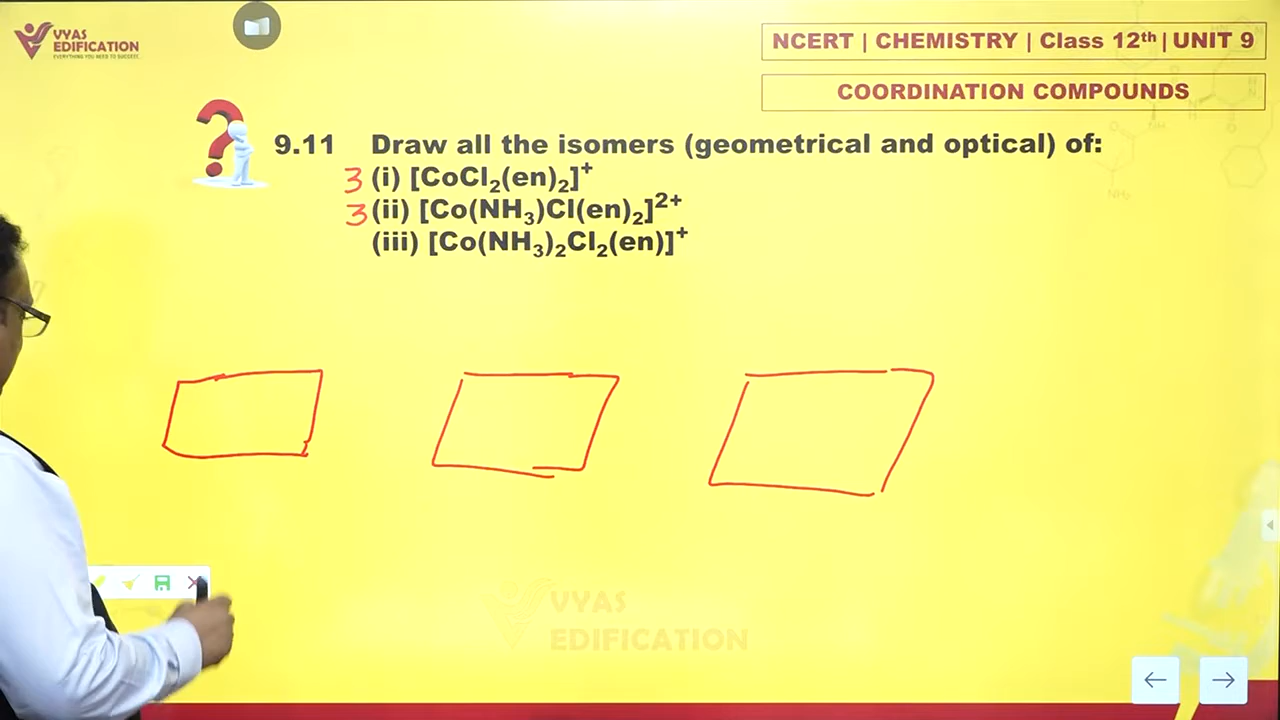 VYAS
EDIFICATION
EVERYTHING YOU NEED TO SUCCEED
NCERT | CHEMISTRY | Class 12th | UNIT 9
COORDINATION COMPOUNDS
9.11 Draw all the isomers (geometrical and optical) of:
3 (i) [CoCl2(en)2]+
3 (ii) [Co(NH3)Cl(en)2]2+
(iii) [Co(NH3)2Cl2(en)]+
VYAS
EDIFICATION